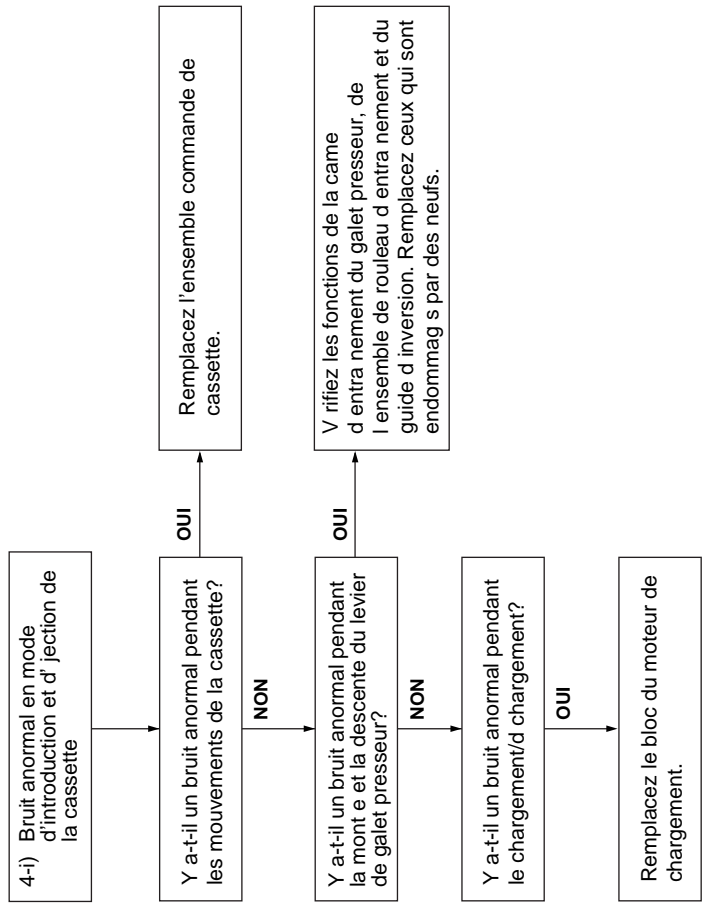 4-i) Bruit anormal en mode
d'introduction et d' jection de
la cassette
Y a-t-il un bruit anormal pendant
les mouvements de la cassette?
OUI
Remplacez l'ensemble commande de
cassette.
NON
Y a-t-il un bruit anormal pendant
la mont e et la descente du levier
de galet presseur?
OUI
V rifiez les fonctions de la came
d entra nement du galet presseur, de
l ensemble de rouleau d entra nement et du
guide d inversion. Remplacez ceux qui sont
endommag s par des neufs.
NON
Y a-t-il un bruit anormal pendant
le chargement/d chargement?
OUI
Remplacez le bloc du moteur de
chargement.